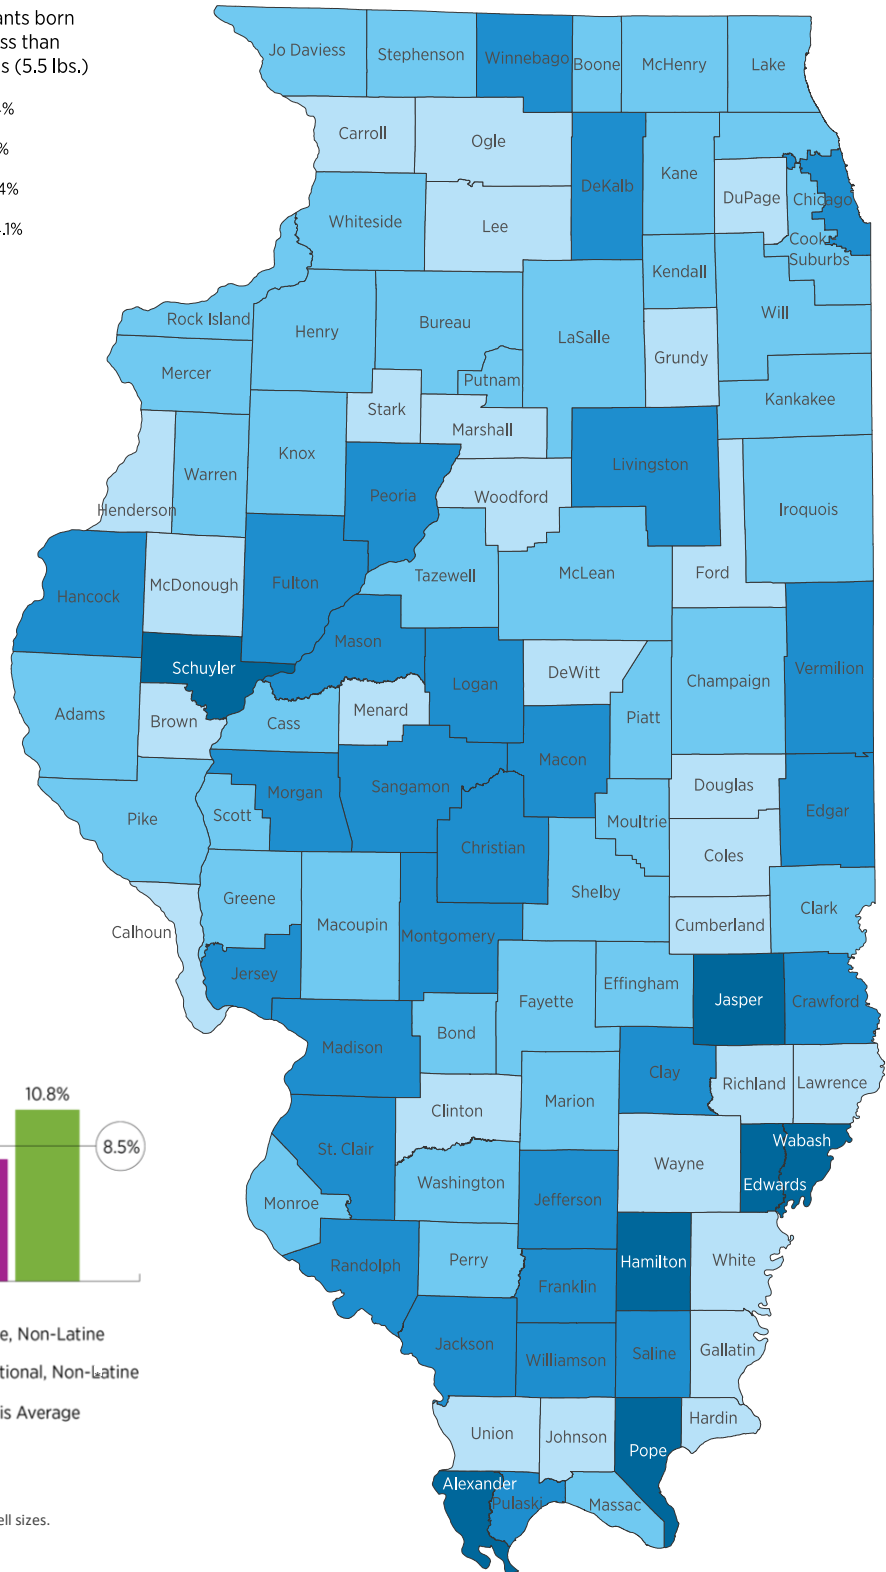 ants born
ss than
s (5.5 lbs.)
%
%
4%
.1%
Jo Daviess
Stephenson
Winnebago
Boone
McHenry
Lake
Carroll
Ogle
DeKalb
Kane
DuPage
Chicago
Cook
Suburbs
Whiteside
Lee
Kendall
Will
Rock Island
Henry
Bureau
LaSalle
Grundy
Mercer
Putnam
Kankakee
Stark
Marshall
Knox
Warren
Henderson
Peoria
Woodford
Livingston
Iroquois
Ford
Hancock
McDonough
Fulton
Tazewell
McLean
Mason
Schuyler
Logan
DeWitt
Champaign
Vermilion
Adams
Brown
Cass
Menard
Piatt
Macon
Sangamon
Morgan
Scott
Pike
Douglas
Edgar
Moultrie
Christian
Coles
Shelby
Greene
Macoupin
Montgomery
Cumberland
Clark
Calhoun
Jersey
Effingham
Fayette
Jasper
Crawford
Bond
Madison
Clay
Marion
Richland
Lawrence
Clinton
St. Clair
Wabash
Wayne
Edwards
Washington
Jefferson
Monroe
Randolph
Perry
Hamilton
White
Franklin
Jackson
Williamson
Saline
Gallatin
Union
Johnson
Pope
Hardin
Alexander
Pulaski
Massac
10.8%
8.5%
e, Non-Latine
tional, Non-Latine
is Average
ell sizes.